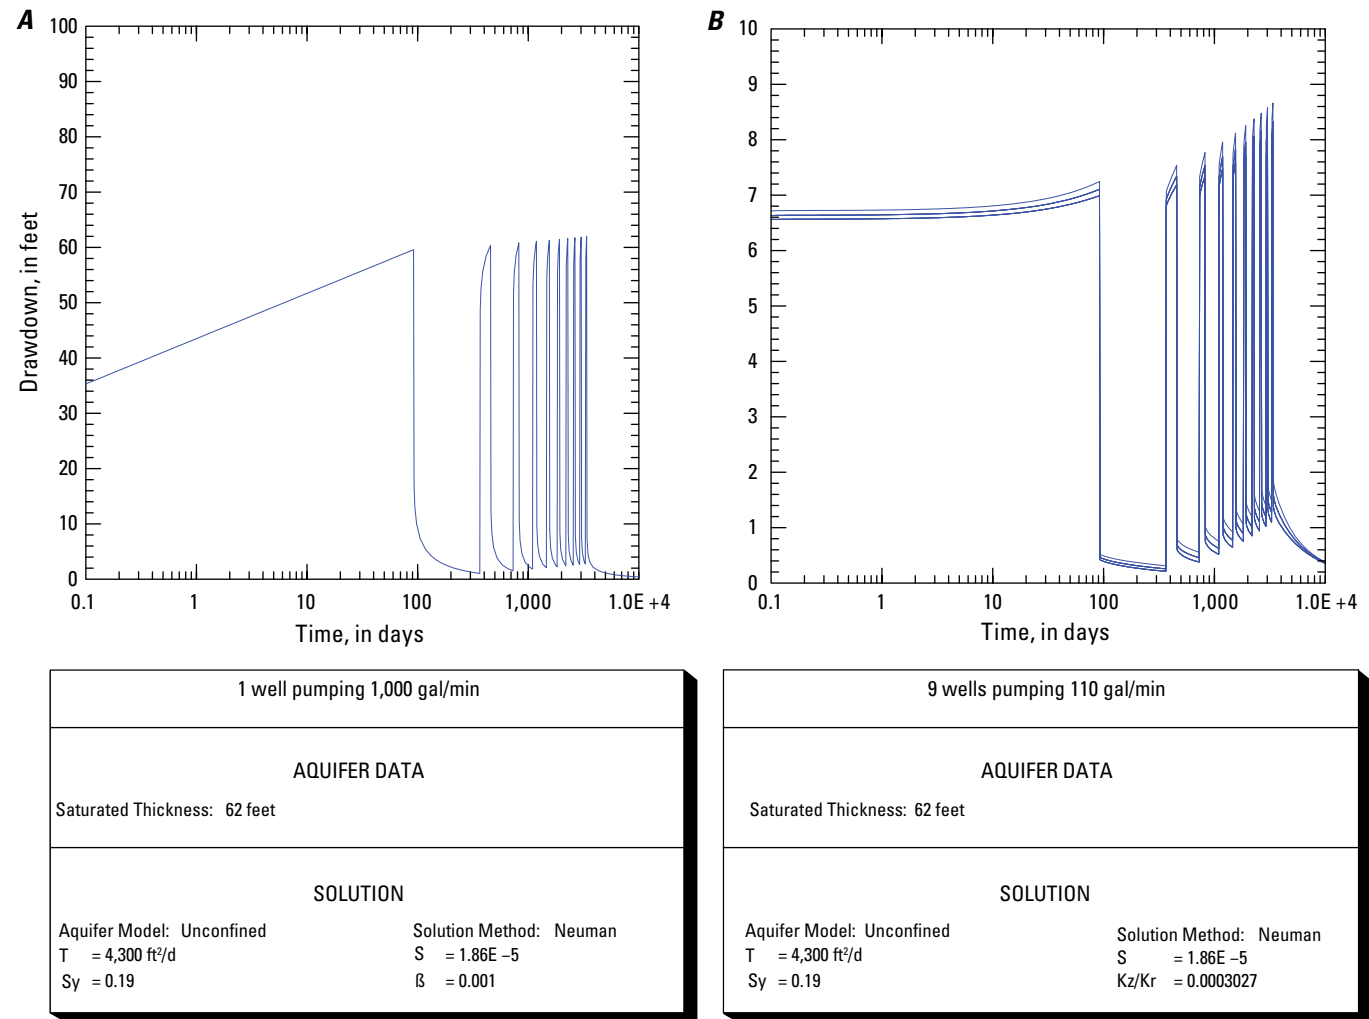 A
100
90
80
70
60
50
40
30
20
10
0
Drawdown, in feet
0.1 1 10 100 1,000 1.0E +4
Time, in days
B
10
9
8
7
6
5
4
3
2
1
0
0.1 1 10 100 1,000 1.0E +4
Time, in days
1 well pumping 1,000 gal/min
AQUIFER DATA
Saturated Thickness: 62 feet
SOLUTION
Aquifer Model: Unconfined Solution Method: Neuman
T = 4,300 ft²/d S = 1.86E −5
Sy = 0.19 ß = 0.001
9 wells pumping 110 gal/min
AQUIFER DATA
Saturated Thickness: 62 feet
SOLUTION
Aquifer Model: Unconfined Solution Method: Neuman
T = 4,300 ft²/d S = 1.86E −5
Sy = 0.19 Kz/Kr = 0.0003027